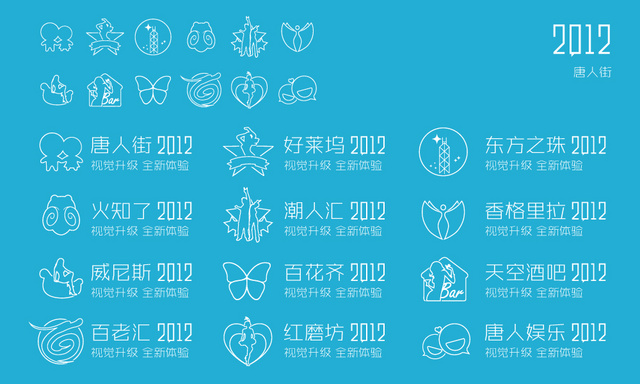 2012
唐人街
Bar
唐人街 2012
视觉升级 全新体验
好莱坞 2012
视觉升级 全新体验
东方之珠 2012
视觉升级 全新体验
火知了 2012
视觉升级 全新体验
潮人汇 2012
视觉升级 全新体验
香格里拉 2012
视觉升级 全新体验
威尼斯 2012
视觉升级 全新体验
百花齐 2012
视觉升级 全新体验
Bar
天空酒吧 2012
视觉升级 全新体验
百老汇 2012
视觉升级 全新体验
红磨坊 2012
视觉升级 全新体验
唐人娱乐 2012
视觉升级 全新体验